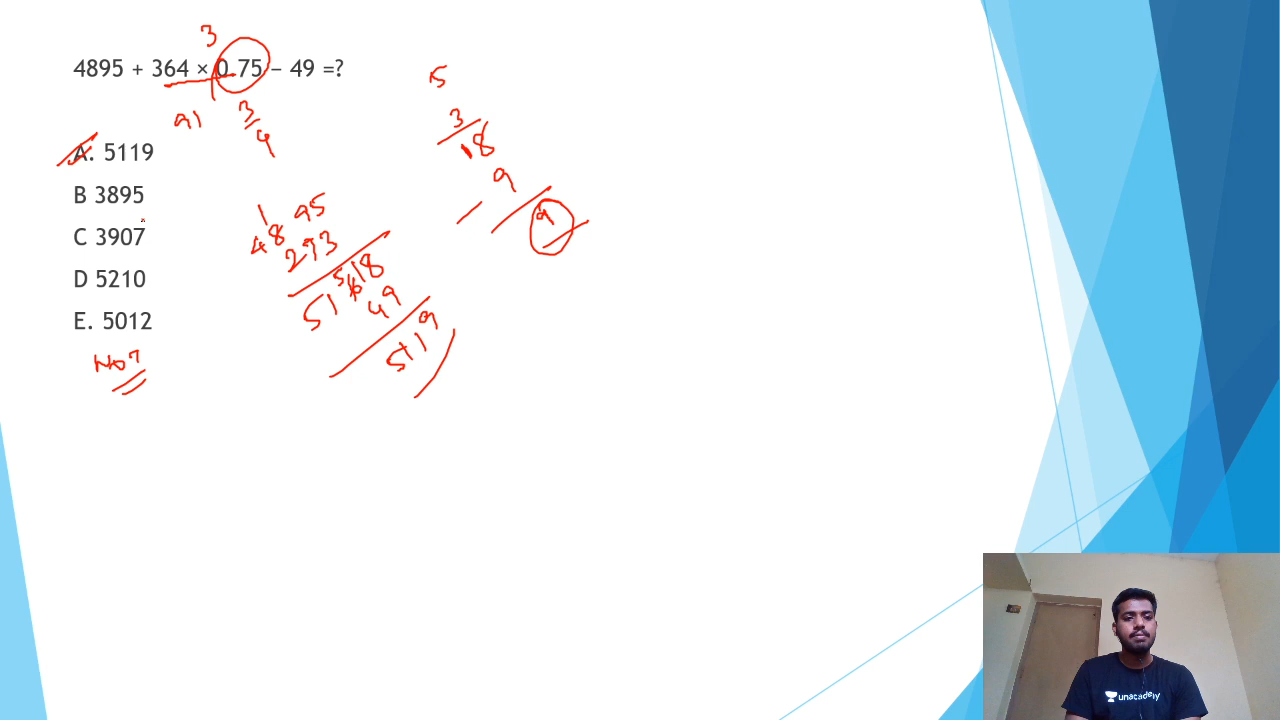 3
4895 + 364 × 0.75 − 49 =?
91
3/4
A. 5119
B 3895
C 3907
D 5210
E. 5012
1
4895
273
5168
49
5119
5
3
18
9
9
unacademy